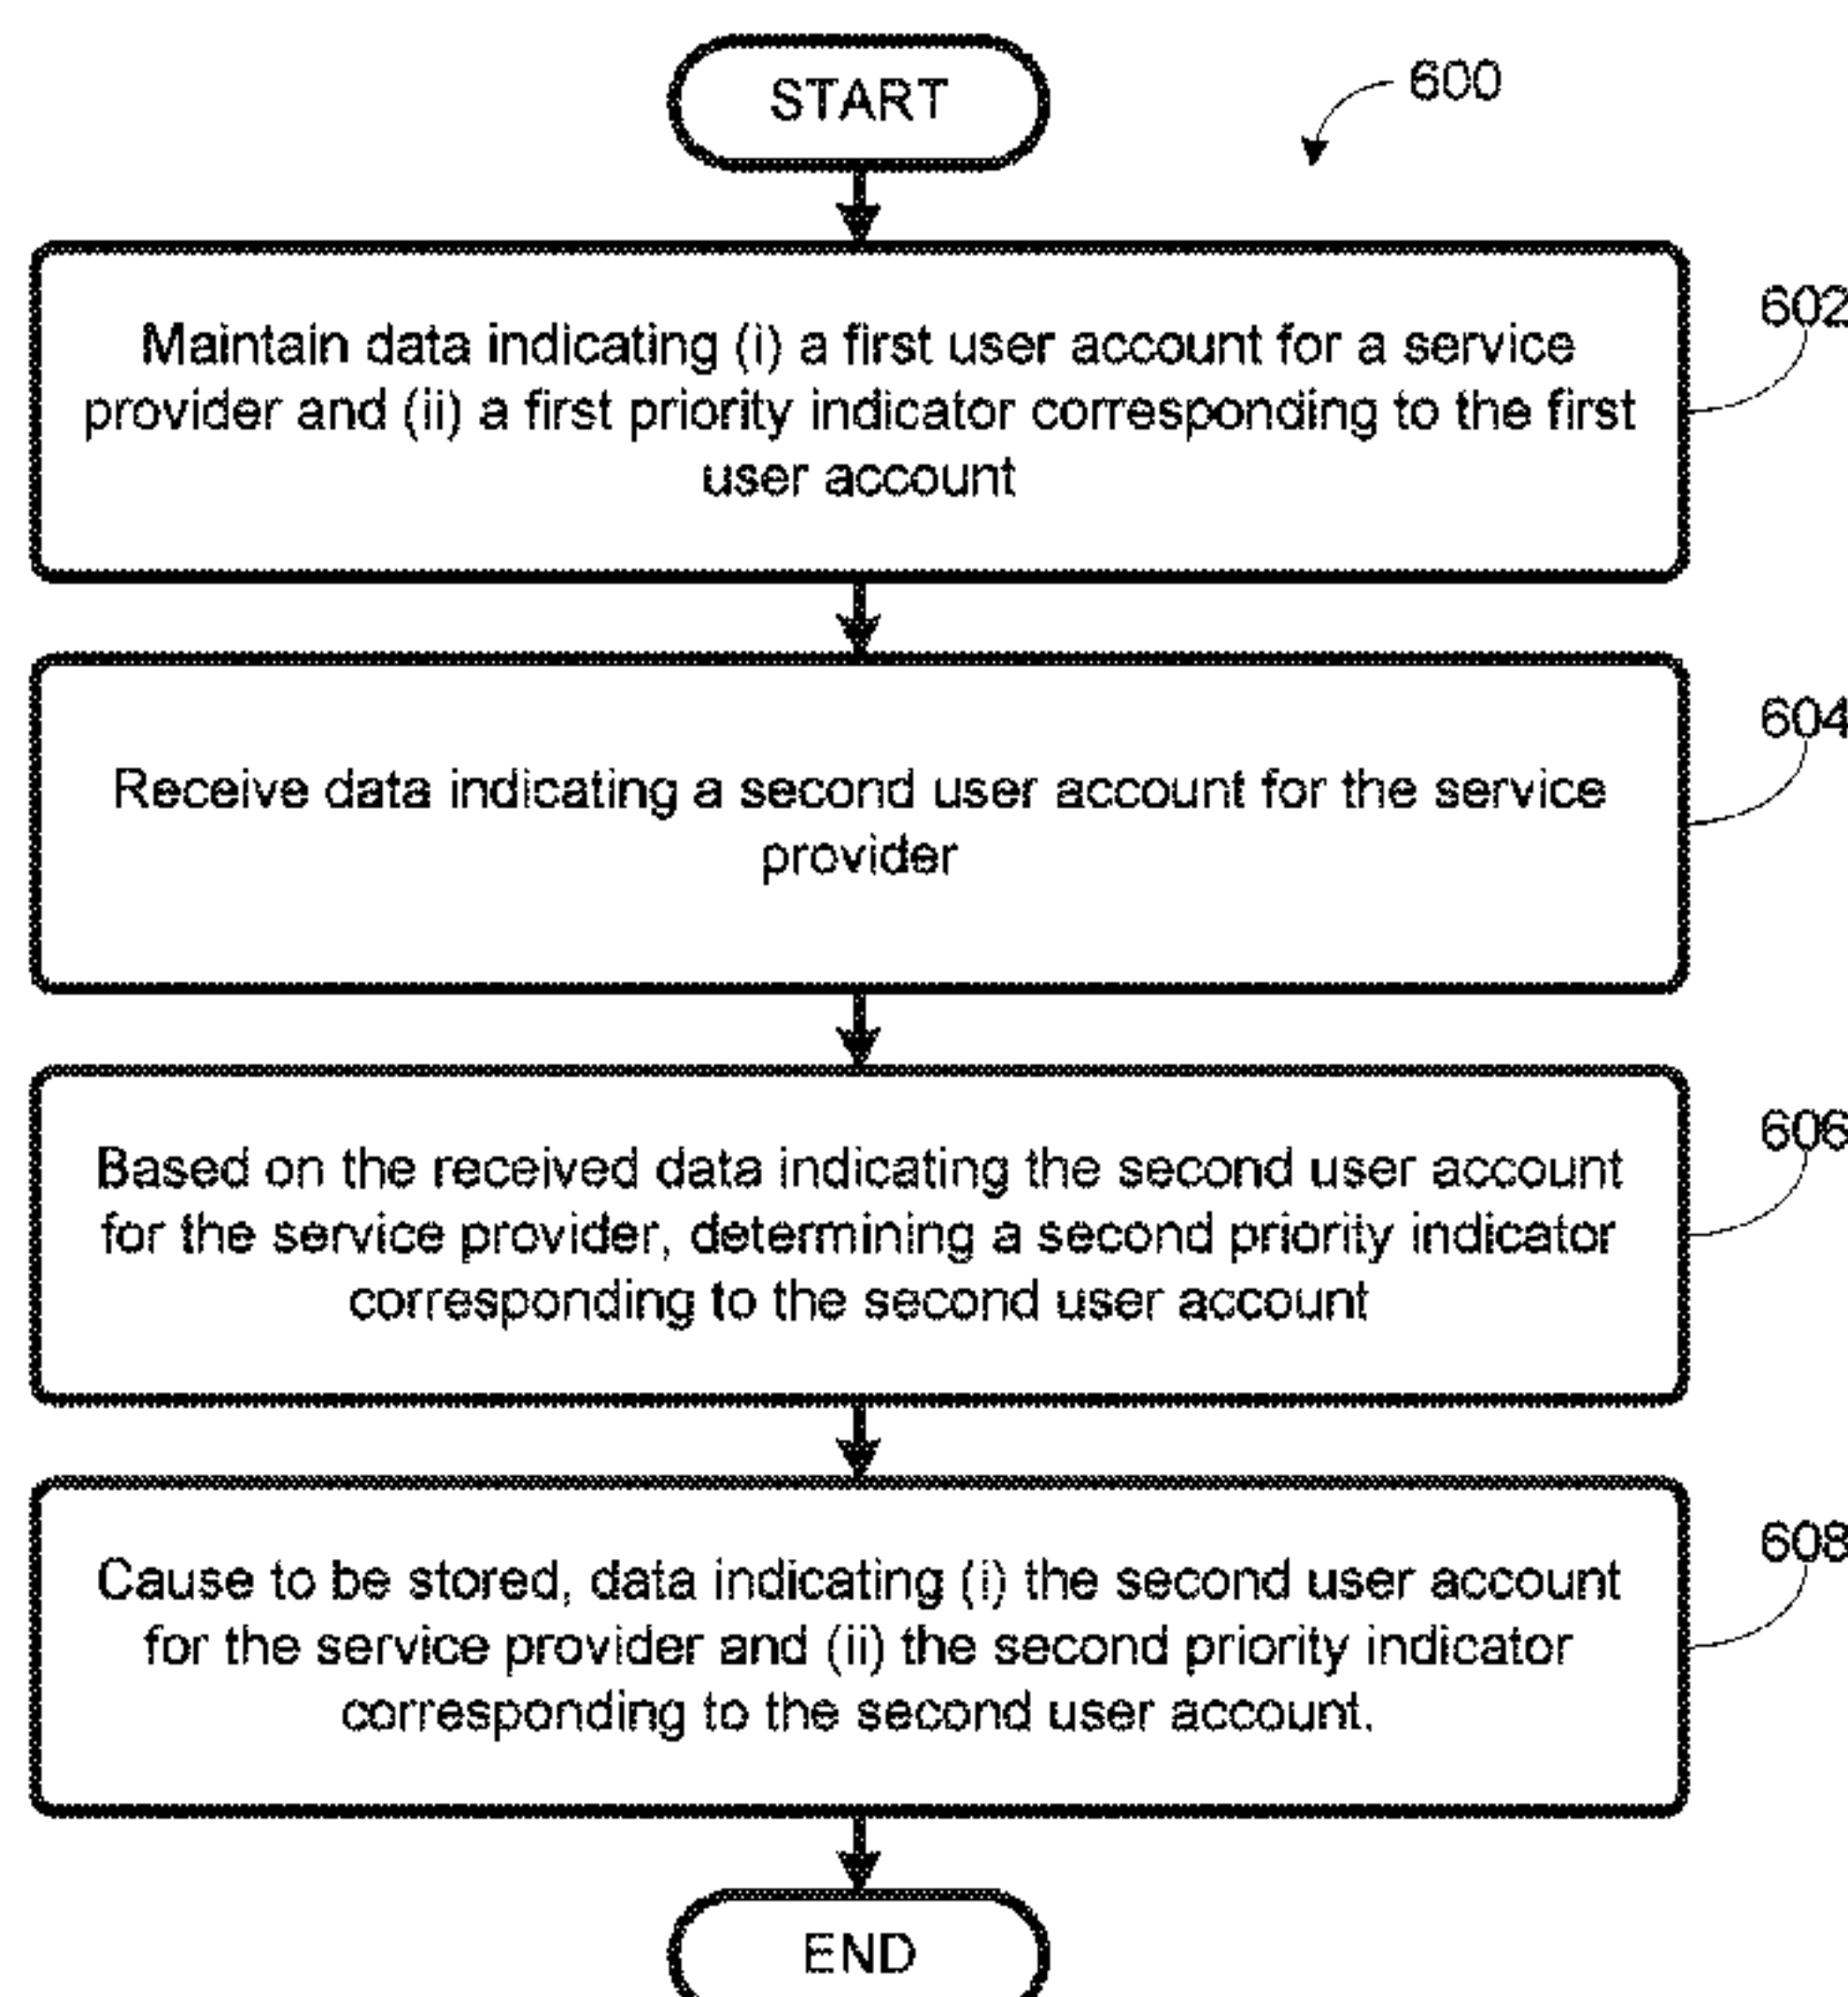 START
600
Maintain data indicating (i) a first user account for a service
provider and (ii) a first priority indicator corresponding to the first
user account
602
Receive data indicating a second user account for the service
provider
604
Based on the received data indicating the second user account
for the service provider, determining a second priority indicator
corresponding to the second user account
606
Cause to be stored, data indicating (i) the second user account
for the service provider and (ii) the second priority indicator
corresponding to the second user account.
608
END